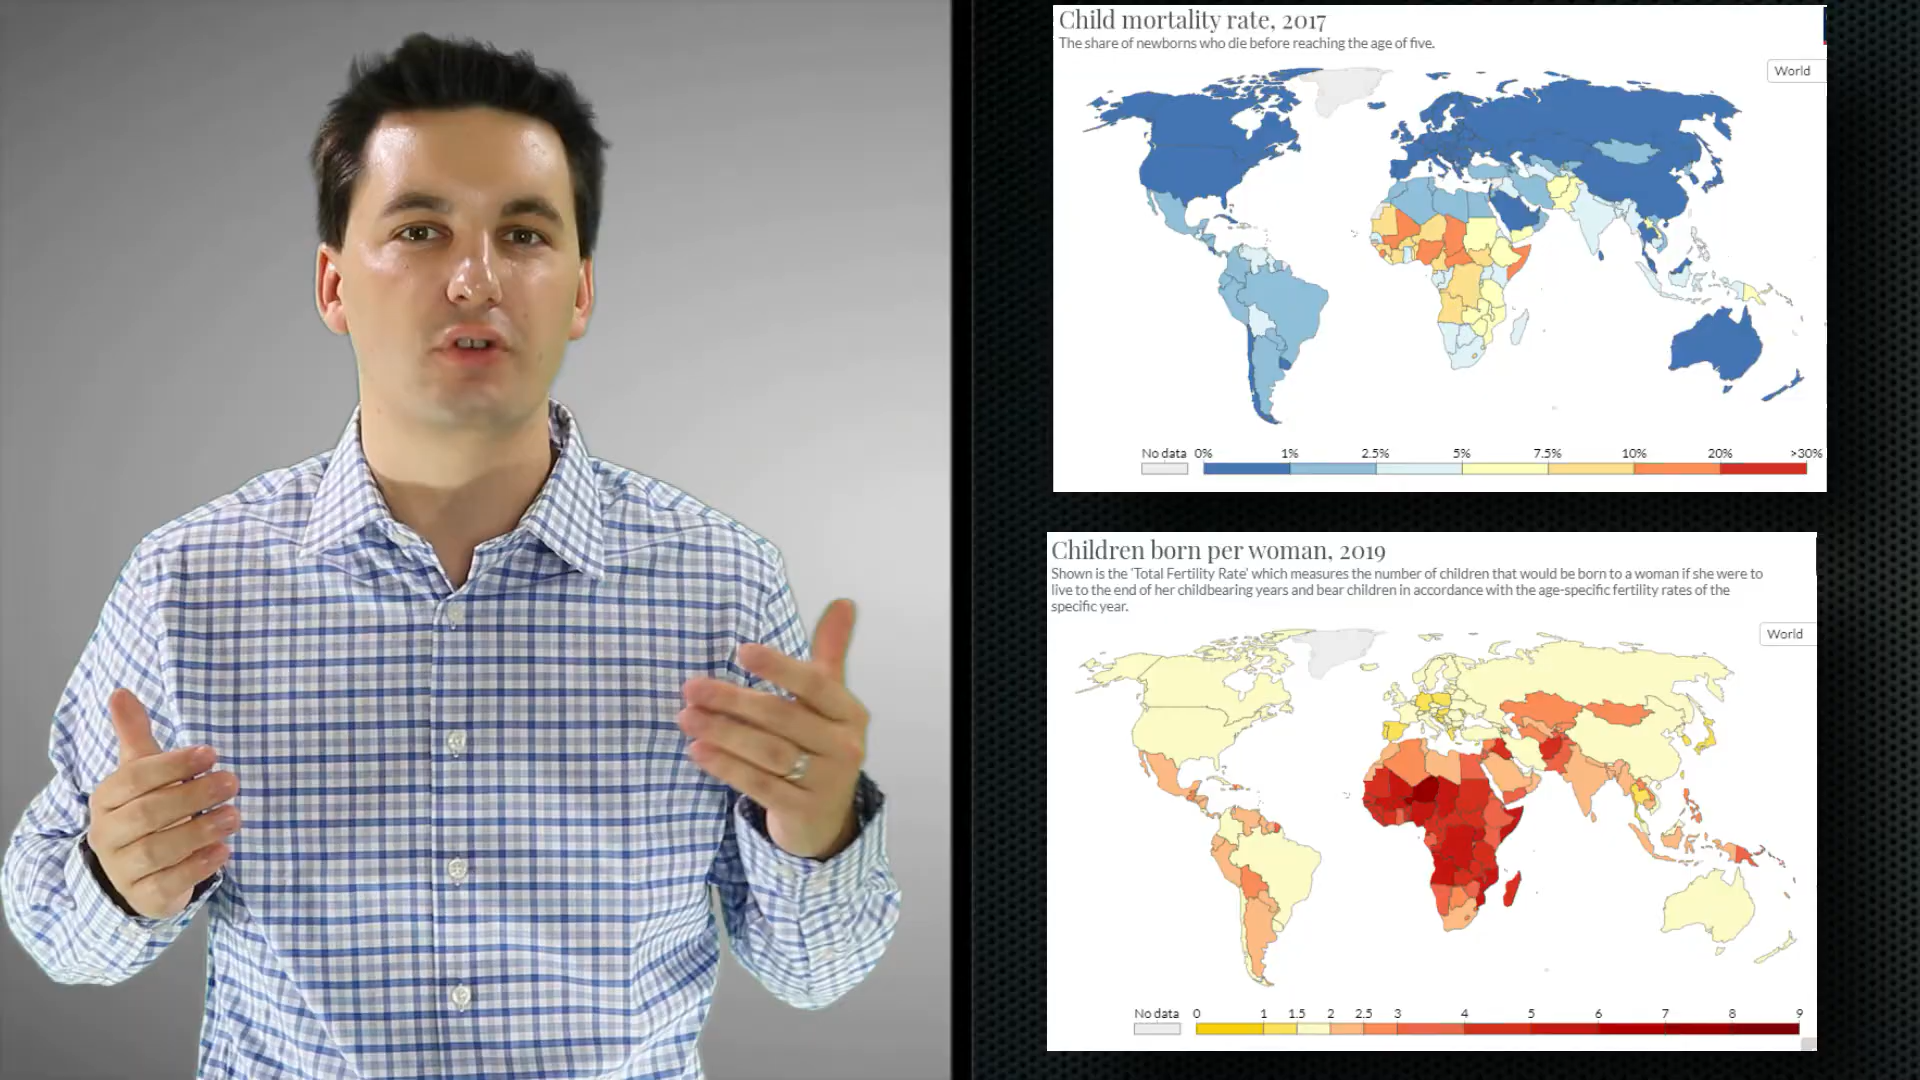 Child mortality rate, 2017
The share of newborns who die before reaching the age of five.
World
No data 0% 1% 2.5% 5% 7.5% 10% 20% >30%
Children born per woman, 2019
Shown is the 'Total Fertility Rate' which measures the number of children that would be born to a woman if she were to
live to the end of her childbearing years and bear children in accordance with the age-specific fertility rates of the
specific year.
World
No data 0 1 1.5 2 2.5 3 4 5 6 7 8 9